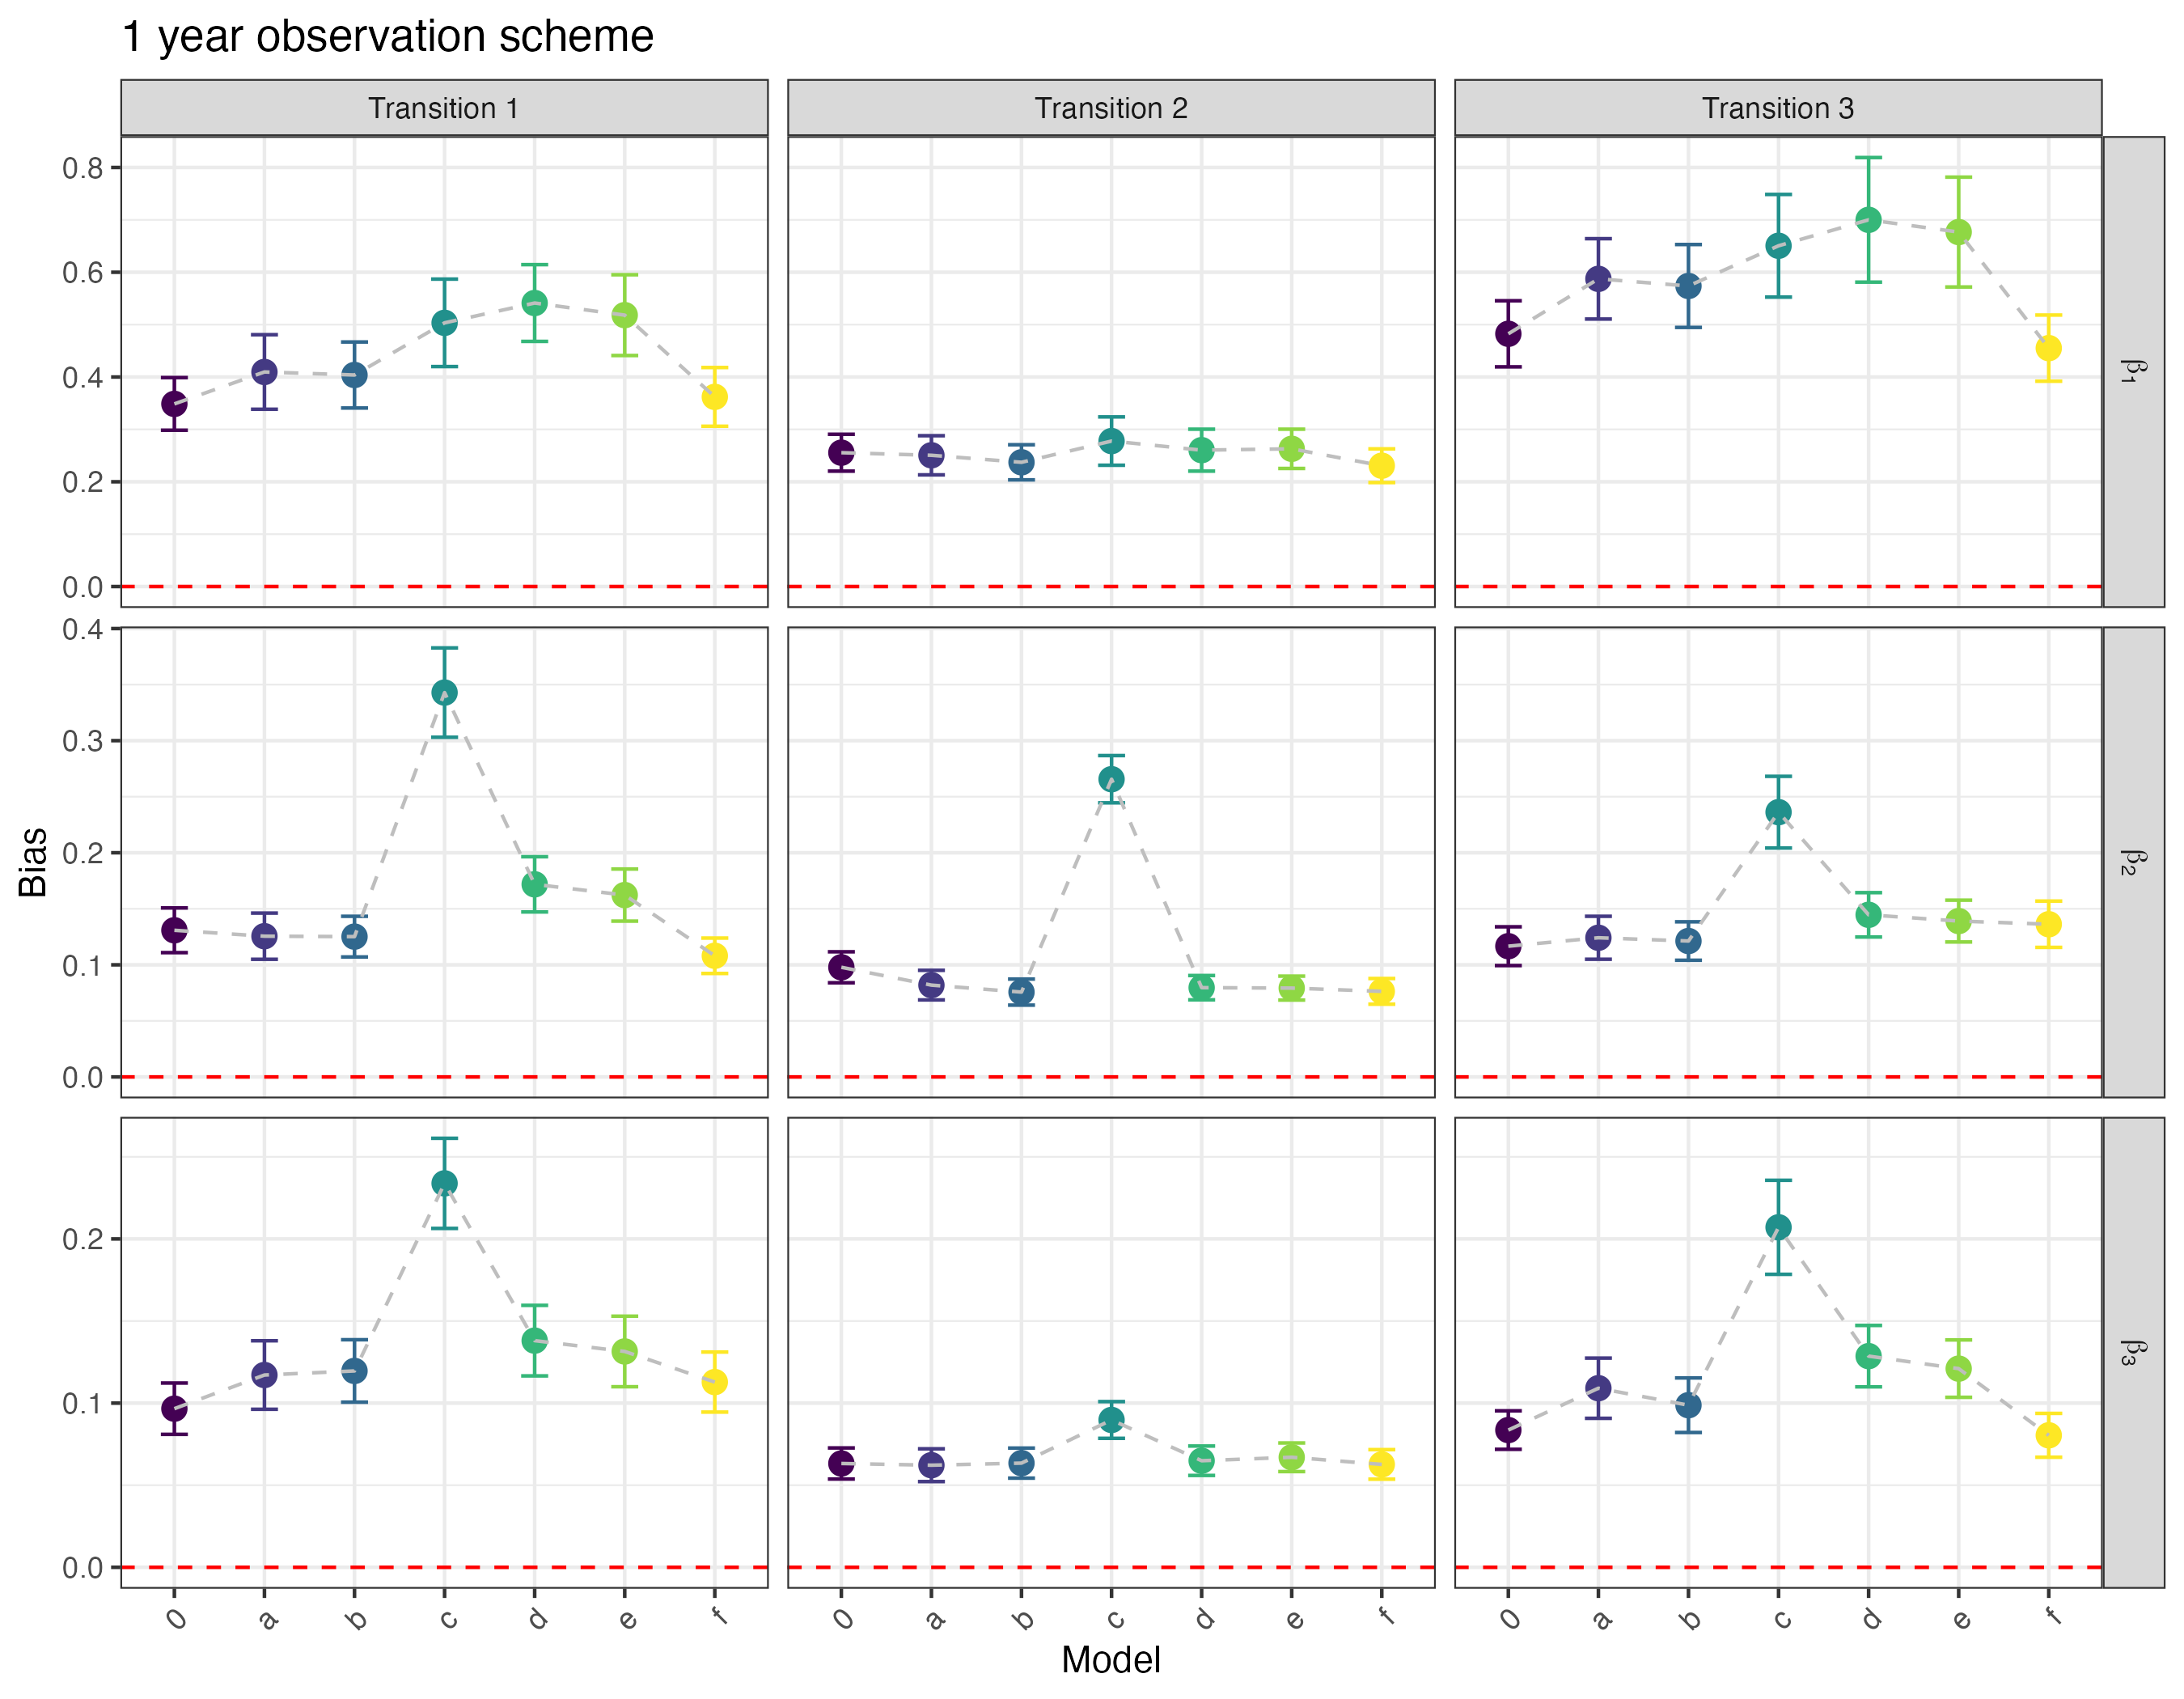 1 year observation scheme
Transition 1
Transition 2
Transition 3
0.8
0.6
0.4
0.2
0.0
β1
0.4
0.3
0.2
0.1
0.0
β2
Bias
0.2
0.1
0.0
β3
0 a b c d e f
0 a b c d e f
0 a b c d e f
Model